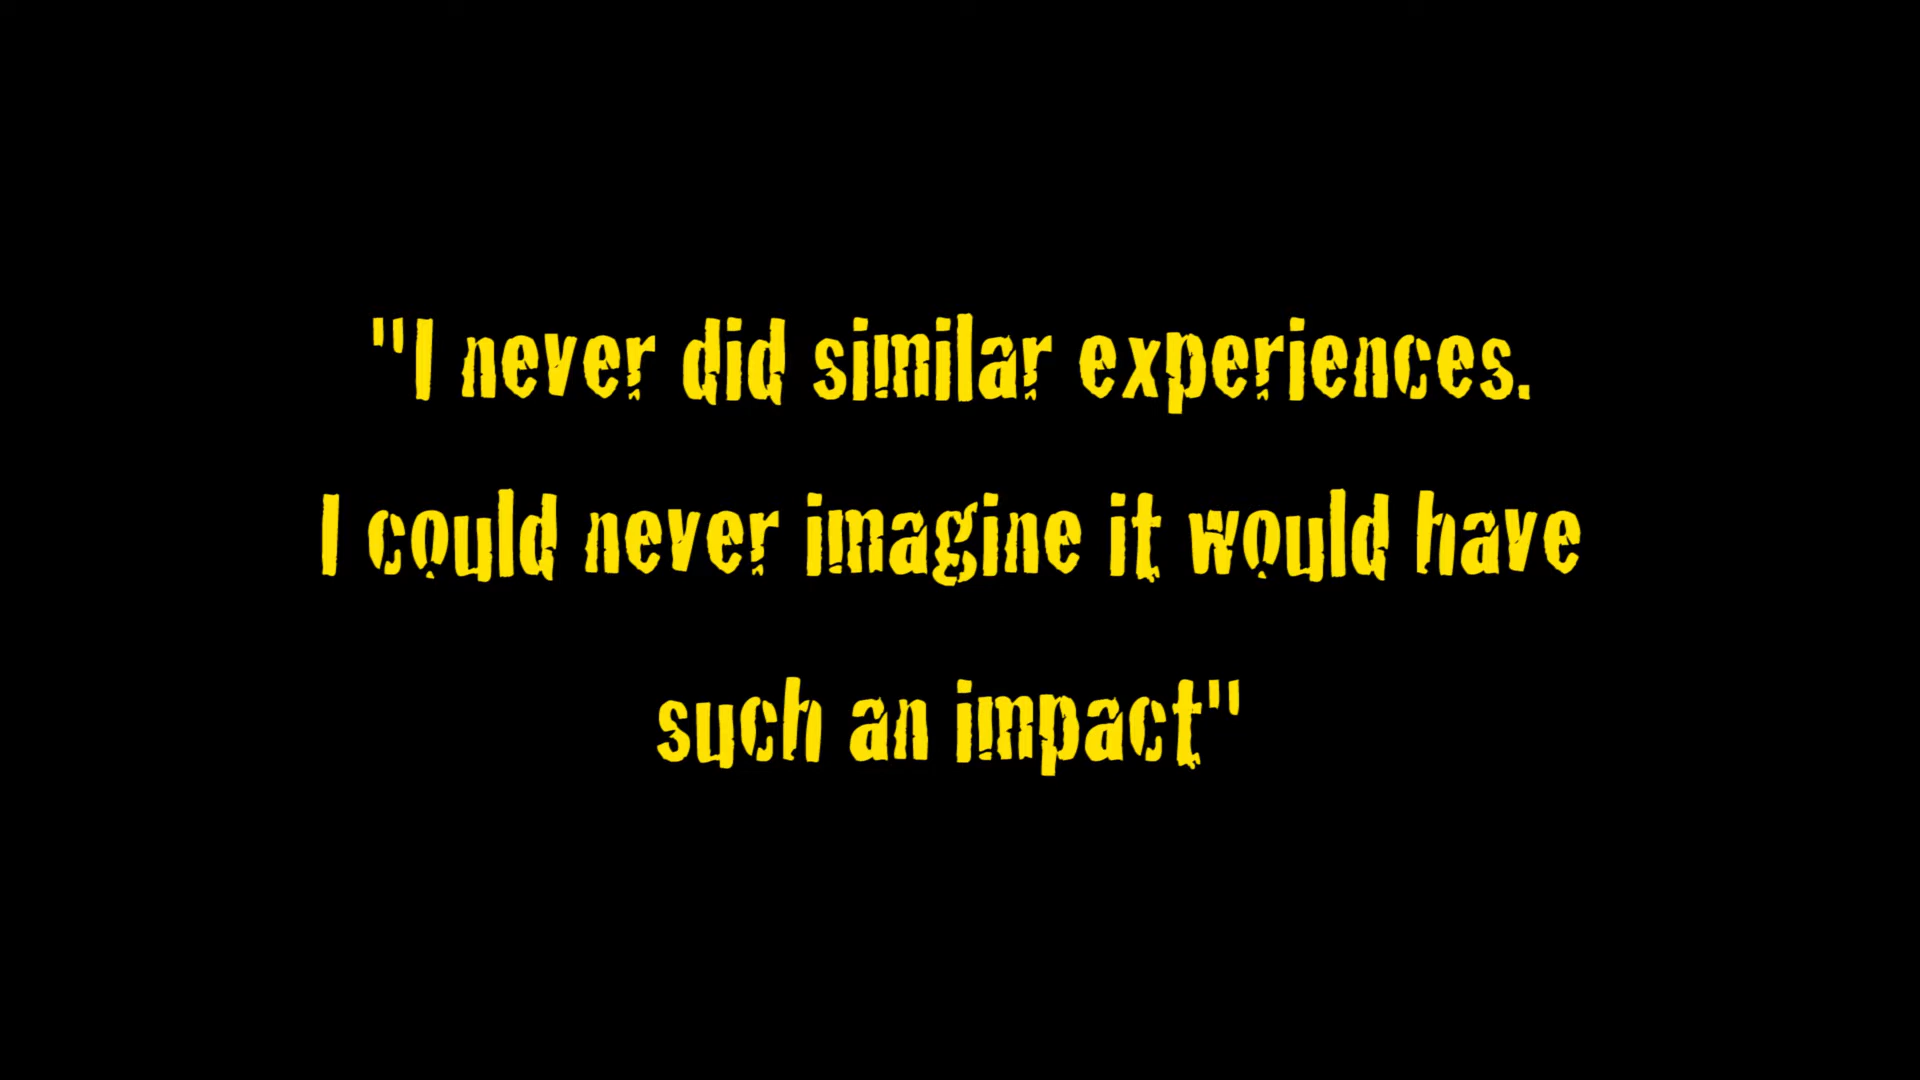 "I never did similar experiences.
I could never imagine it would have
such an impact"